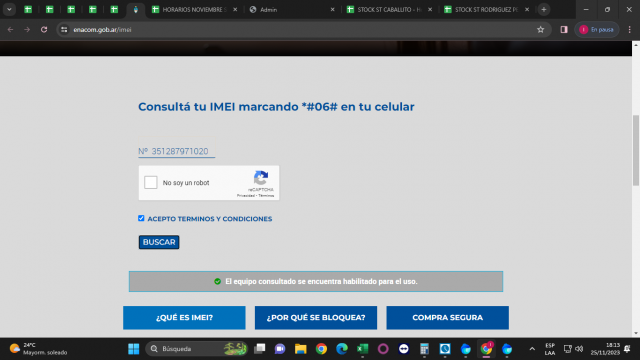 HORARIOS NOVIEMBRE
Admin
STOCK ST CABALLITO - H
STOCK ST RODRIGUEZ P
enacom.gob.ar/imei
En pausa
Consultá tu IMEI marcando *#06# en tu celular
Nº 351287971020
No soy un robot
reCAPTCHA
Privacidad - Términos
ACEPTO TERMINOS Y CONDICIONES
BUSCAR
El equipo consultado se encuentra habilitado para el uso.
¿QUÉ ES IMEI?
¿POR QUÉ SE BLOQUEA?
COMPRA SEGURA
24°C
Mayorm. soleado
Búsqueda
ESP
LAA
18:13
25/11/2023